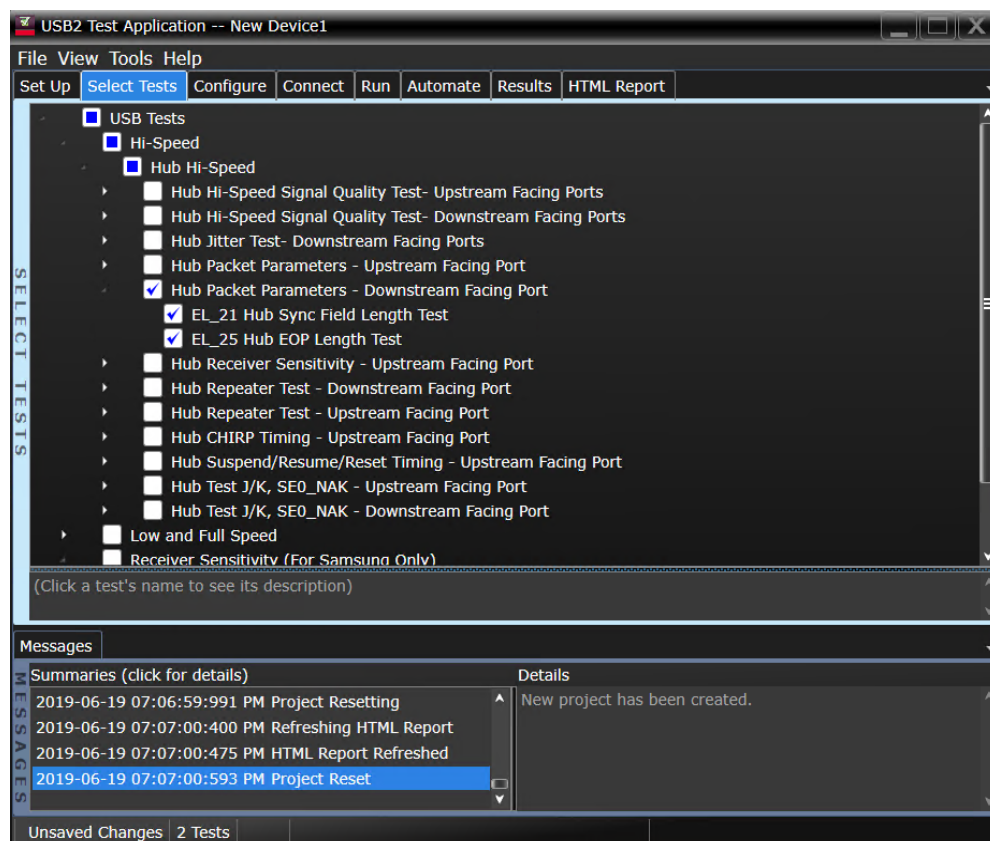 USB2 Test Application -- New Device1
File View Tools Help
Set Up Select Tests Configure Connect Run Automate Results HTML Report
USB Tests
Hi-Speed
Hub Hi-Speed
Hub Hi-Speed Signal Quality Test- Upstream Facing Ports
Hub Hi-Speed Signal Quality Test- Downstream Facing Ports
Hub Jitter Test- Downstream Facing Ports
Hub Packet Parameters - Upstream Facing Port
Hub Packet Parameters - Downstream Facing Port
EL_21 Hub Sync Field Length Test
EL_25 Hub EOP Length Test
Hub Receiver Sensitivity - Upstream Facing Port
Hub Repeater Test - Downstream Facing Port
Hub Repeater Test - Upstream Facing Port
Hub CHIRP Timing - Upstream Facing Port
Hub Suspend/Resume/Reset Timing - Upstream Facing Port
Hub Test J/K, SE0_NAK - Upstream Facing Port
Hub Test J/K, SE0_NAK - Downstream Facing Port
Low and Full Speed
Receiver Sensitivity (For Samsung Only)
SELECT TESTS
(Click a test's name to see its description)
Messages
MESSAGES
Summaries (click for details)
2019-06-19 07:06:59:991 PM Project Resetting
2019-06-19 07:07:00:400 PM Refreshing HTML Report
2019-06-19 07:07:00:475 PM HTML Report Refreshed
2019-06-19 07:07:00:593 PM Project Reset
Details
New project has been created.
Unsaved Changes 2 Tests